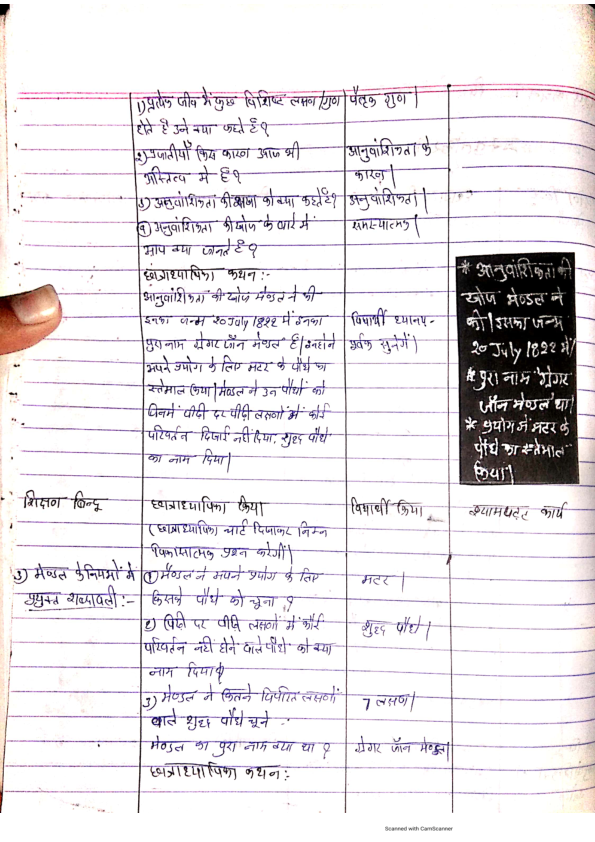 1) प्रत्येक जीव में कुछ विशिष्ट लक्षण/गुण
होते है उन्हे क्या कहते हैं?
पैतृक गुण |
2) प्रजातीयाँ किस कारण आज भी
अस्तित्व में है?
आनुवांशिकता के
कारन |
3) अनुवांशिकता की शाखा को क्या कहते है?
अनुवांशिकता |
4) अनुवांशिकता की खोज के बारे में
आप क्या जानते है?
समस्यात्मक |
छात्राध्यापिका कथन :-
आनुवांशिकता की खोज मेण्डल ने की
इनका जन्म 20 July 1822 में इनका
पुरा नाम ग्रेगर जॉन मेण्डल है | इन्होने
अपने प्रयोग के लिए मटर के पौधे का
स्तेमाल किया | मेण्डल ने उन पौधों को
जिनमें पीढी दर पीढी लक्षणों में कोई
परिवर्तन दिखाई नहीं दिया, शुद्ध पौधे
का नाम दिया |
विद्यार्थी ध्यानपु-
र्वक सुनेगें |
* आनुवांशिकता की
खोज मेण्डल ने
की | इसका जन्म
20 July 1822 में |
* पुरा नाम ग्रेगर
जॉन मेण्डल था |
* प्रयोग में मटर के
पौधे का स्तेमाल
किया |
शिक्षण बिन्दू
छात्राध्यापिका क्रिया
विद्यार्थी क्रिया
श्यामपट्ट कार्य
(छात्राध्यापिका चार्ट दिखाकर निम्न
विकासात्मक प्रश्न करेगीं |
3) मेण्डल के नियमों में
प्रयुक्त शब्दावली :-
1) मेण्डल ने अपने प्रयोग के लिए
किसके पौधे को चूना ?
मटर |
2) पिढी दर पीढि लक्षणों में कोई
परिवर्तन नहीं होने वाले पौधे को क्या
नाम दिया ?
शुद्ध पौधे |
3) मेण्डल ने कितने विपरित लक्षणों
वाले शुद्ध पौधे चूने
7 लक्षण |
मेण्डल का पुरा नाम क्या था ?
ग्रेगर जॉन मेण्डल |
छात्राध्यापिका कथन :
Scanned with CamScanner